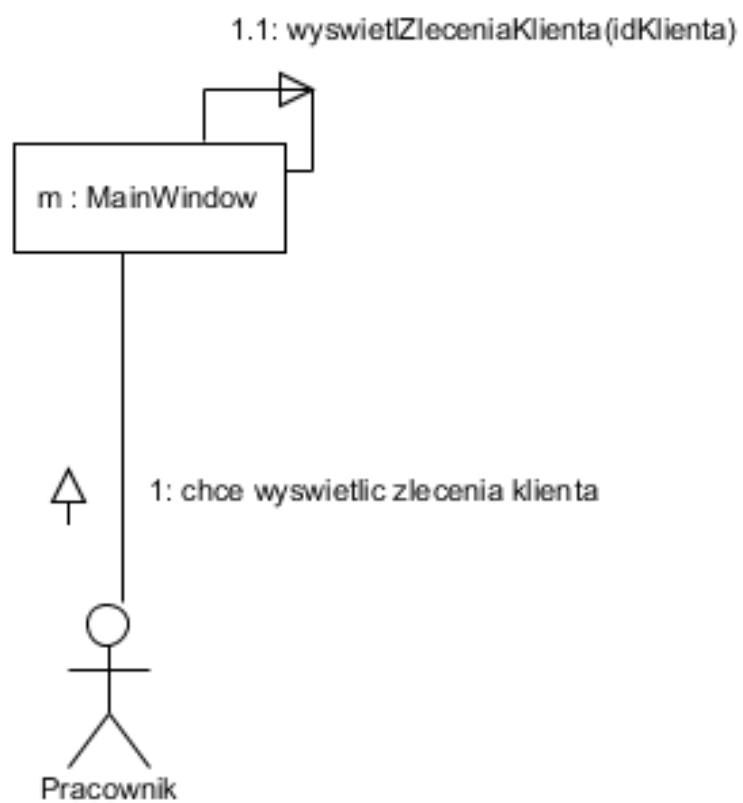 1.1: wyswietlZleceniaKlienta(idKlienta)
m : MainWindow
1: chce wyswietlic zlecenia klienta
Pracownik